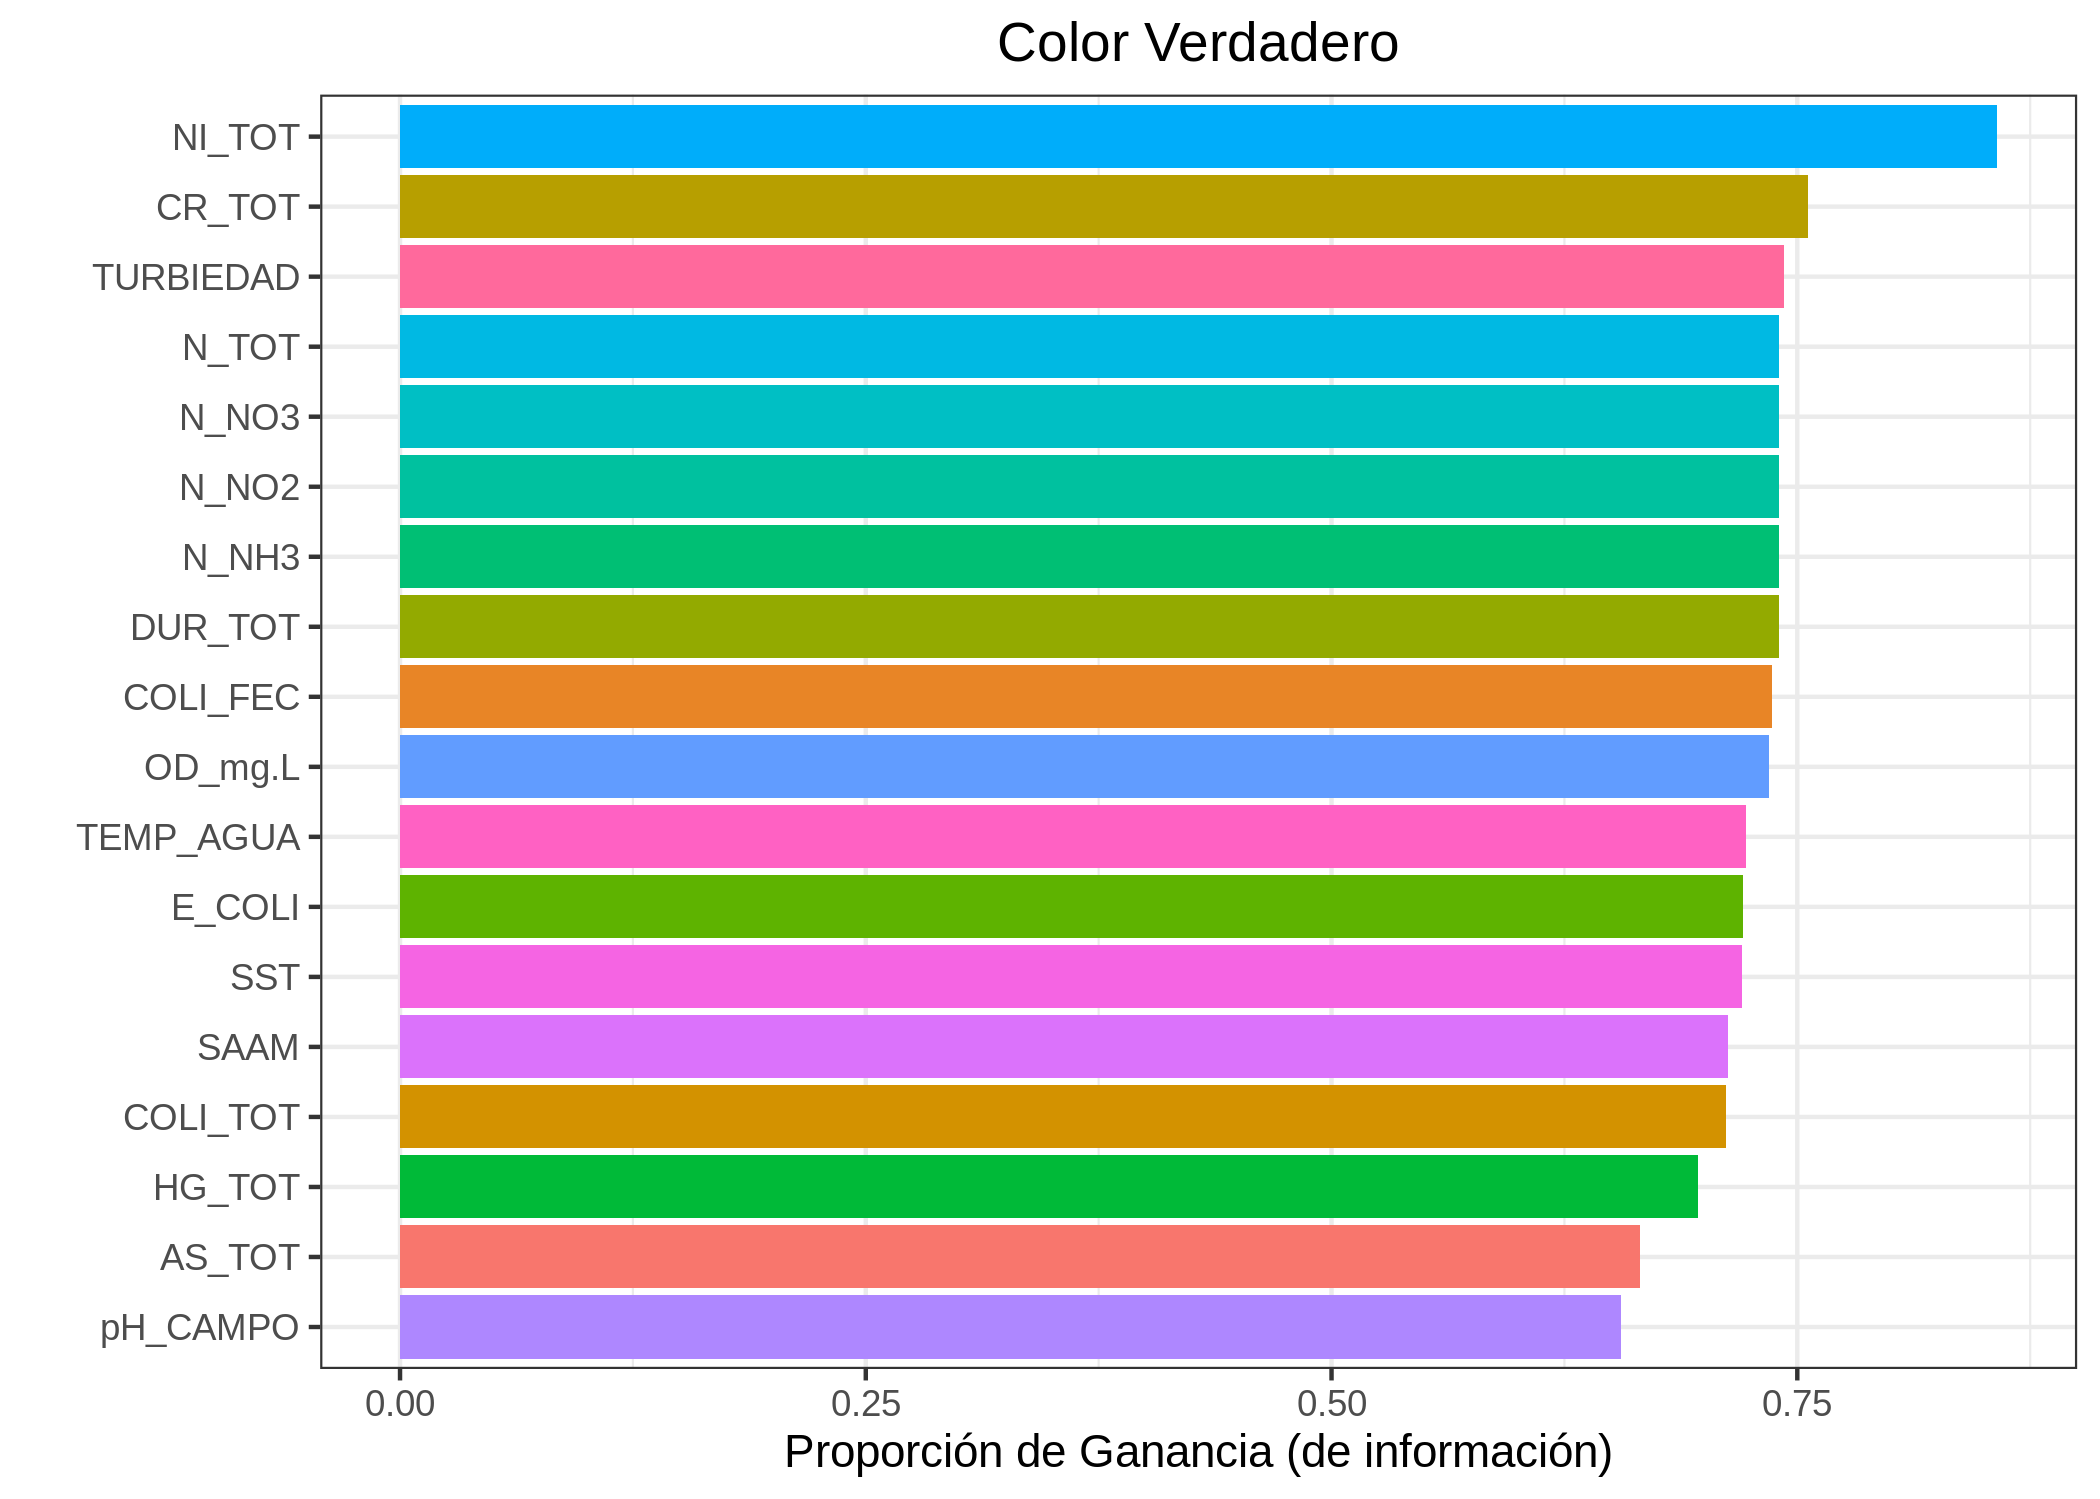 Color Verdadero
NI_TOT
CR_TOT
TURBIEDAD
N_TOT
N_NO3
N_NO2
N_NH3
DUR_TOT
COLI_FEC
OD_mg.L
TEMP_AGUA
E_COLI
SST
SAAM
COLI_TOT
HG_TOT
AS_TOT
pH_CAMPO
0.00 0.25 0.50 0.75
Proporción de Ganancia (de información)